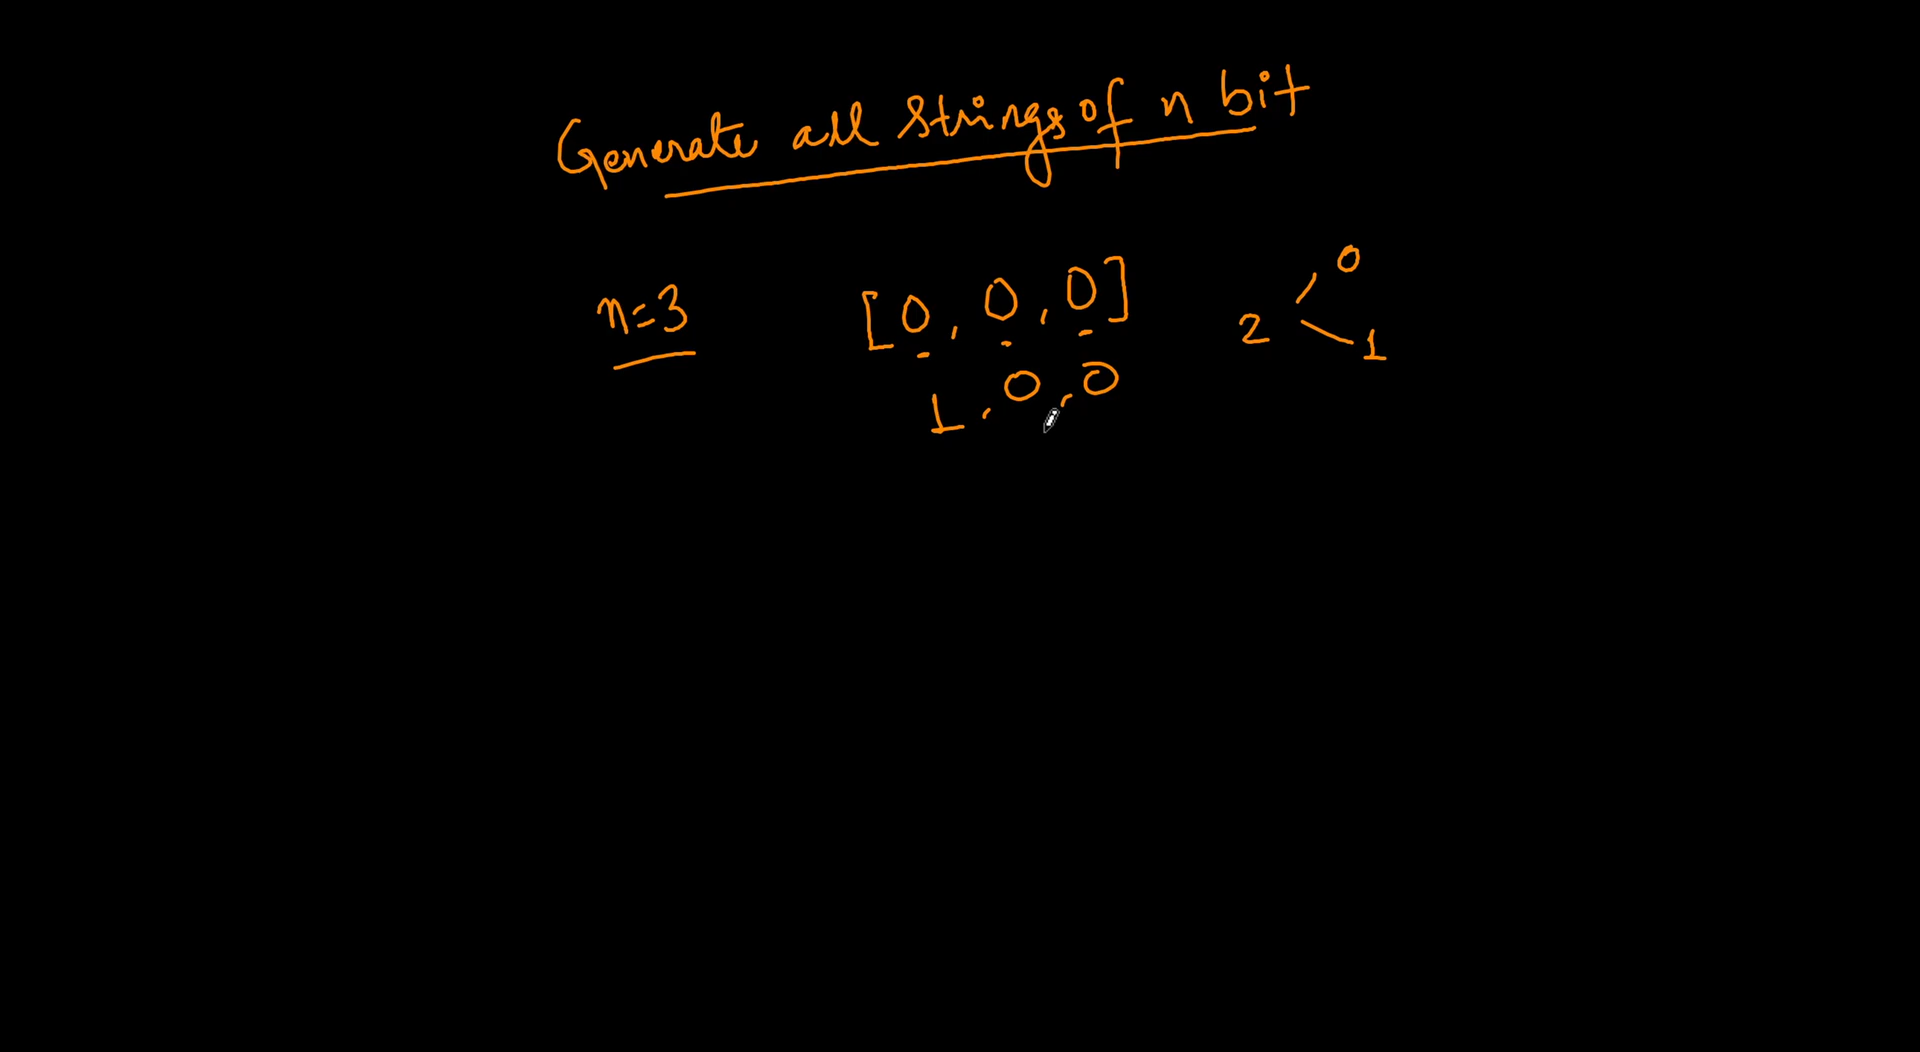 Generate all strings of n bit
n=3 [0, 0, 0] 2 0 1
1, 0, 0